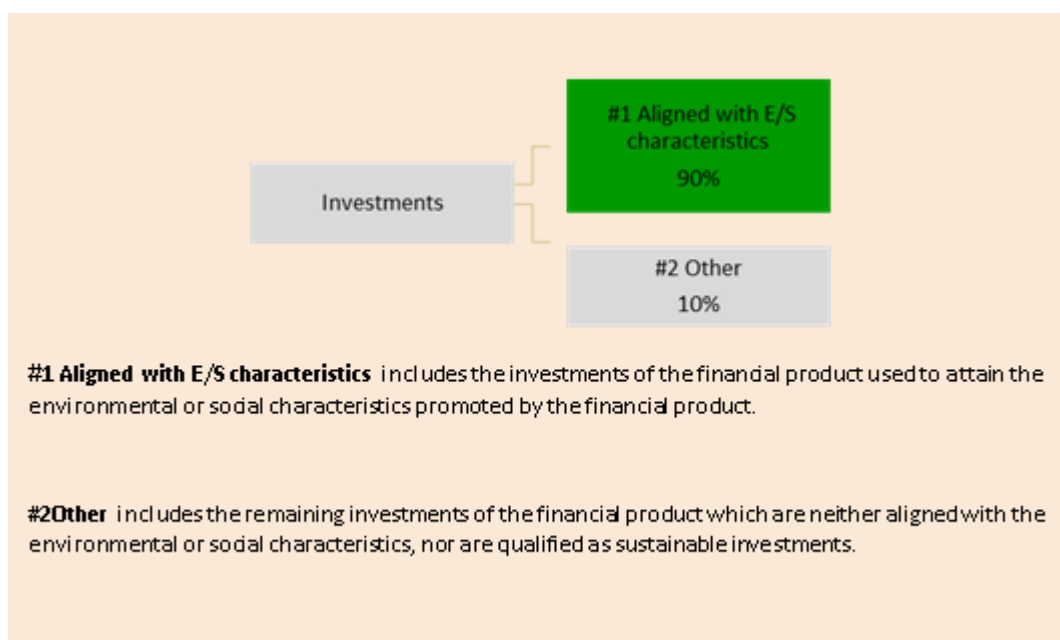 #1 Aligned with E/S
characteristics
90%
Investments
#2 Other
10%
#1 Aligned with E/S characteristics includes the investments of the financial product used to attain the
environmental or social characteristics promoted by the financial product.
#2Other includes the remaining investments of the financial product which are neither aligned with the
environmental or social characteristics, nor are qualified as sustainable investments.